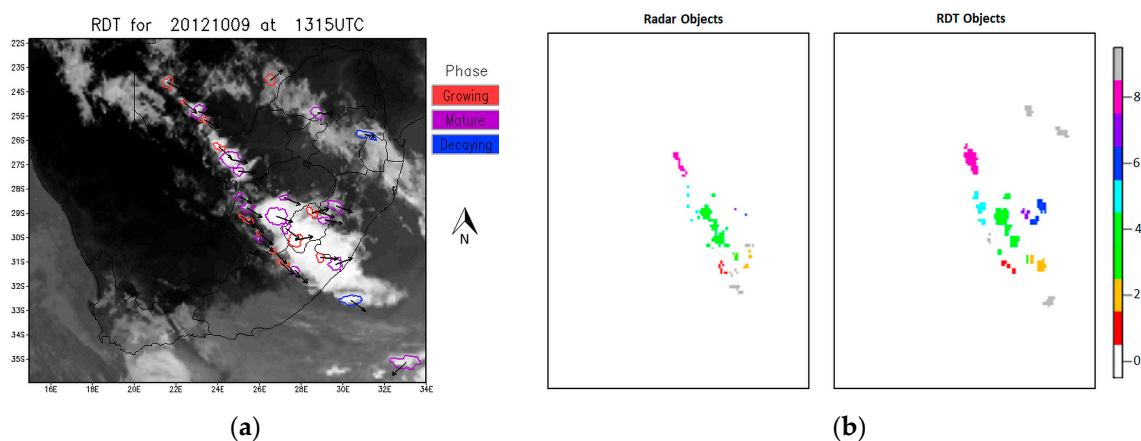 RDT for 20121009 at 1315UTC
22S
23S
24S
25S
26S
27S
28S
29S
30S
31S
32S
33S
34S
35S
16E
18E
20E
22E
24E
26E
28E
30E
32E
34E
Phase
Growing
Mature
Decaying
N
(a)
Radar Objects
RDT Objects
8
6
4
2
0
(b)